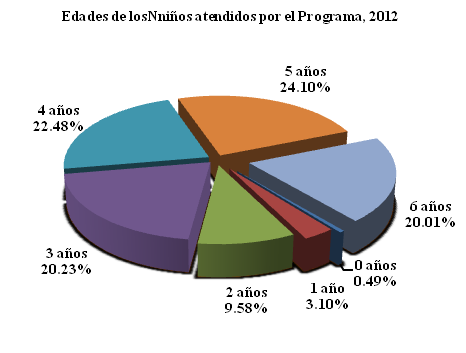 Edades de losNniños atendidos por el Programa, 2012
5 años
24.10%
4 años
22.48%
6 años
20.01%
3 años
20.23%
0 años
0.49%
2 años
9.58%
1 año
3.10%